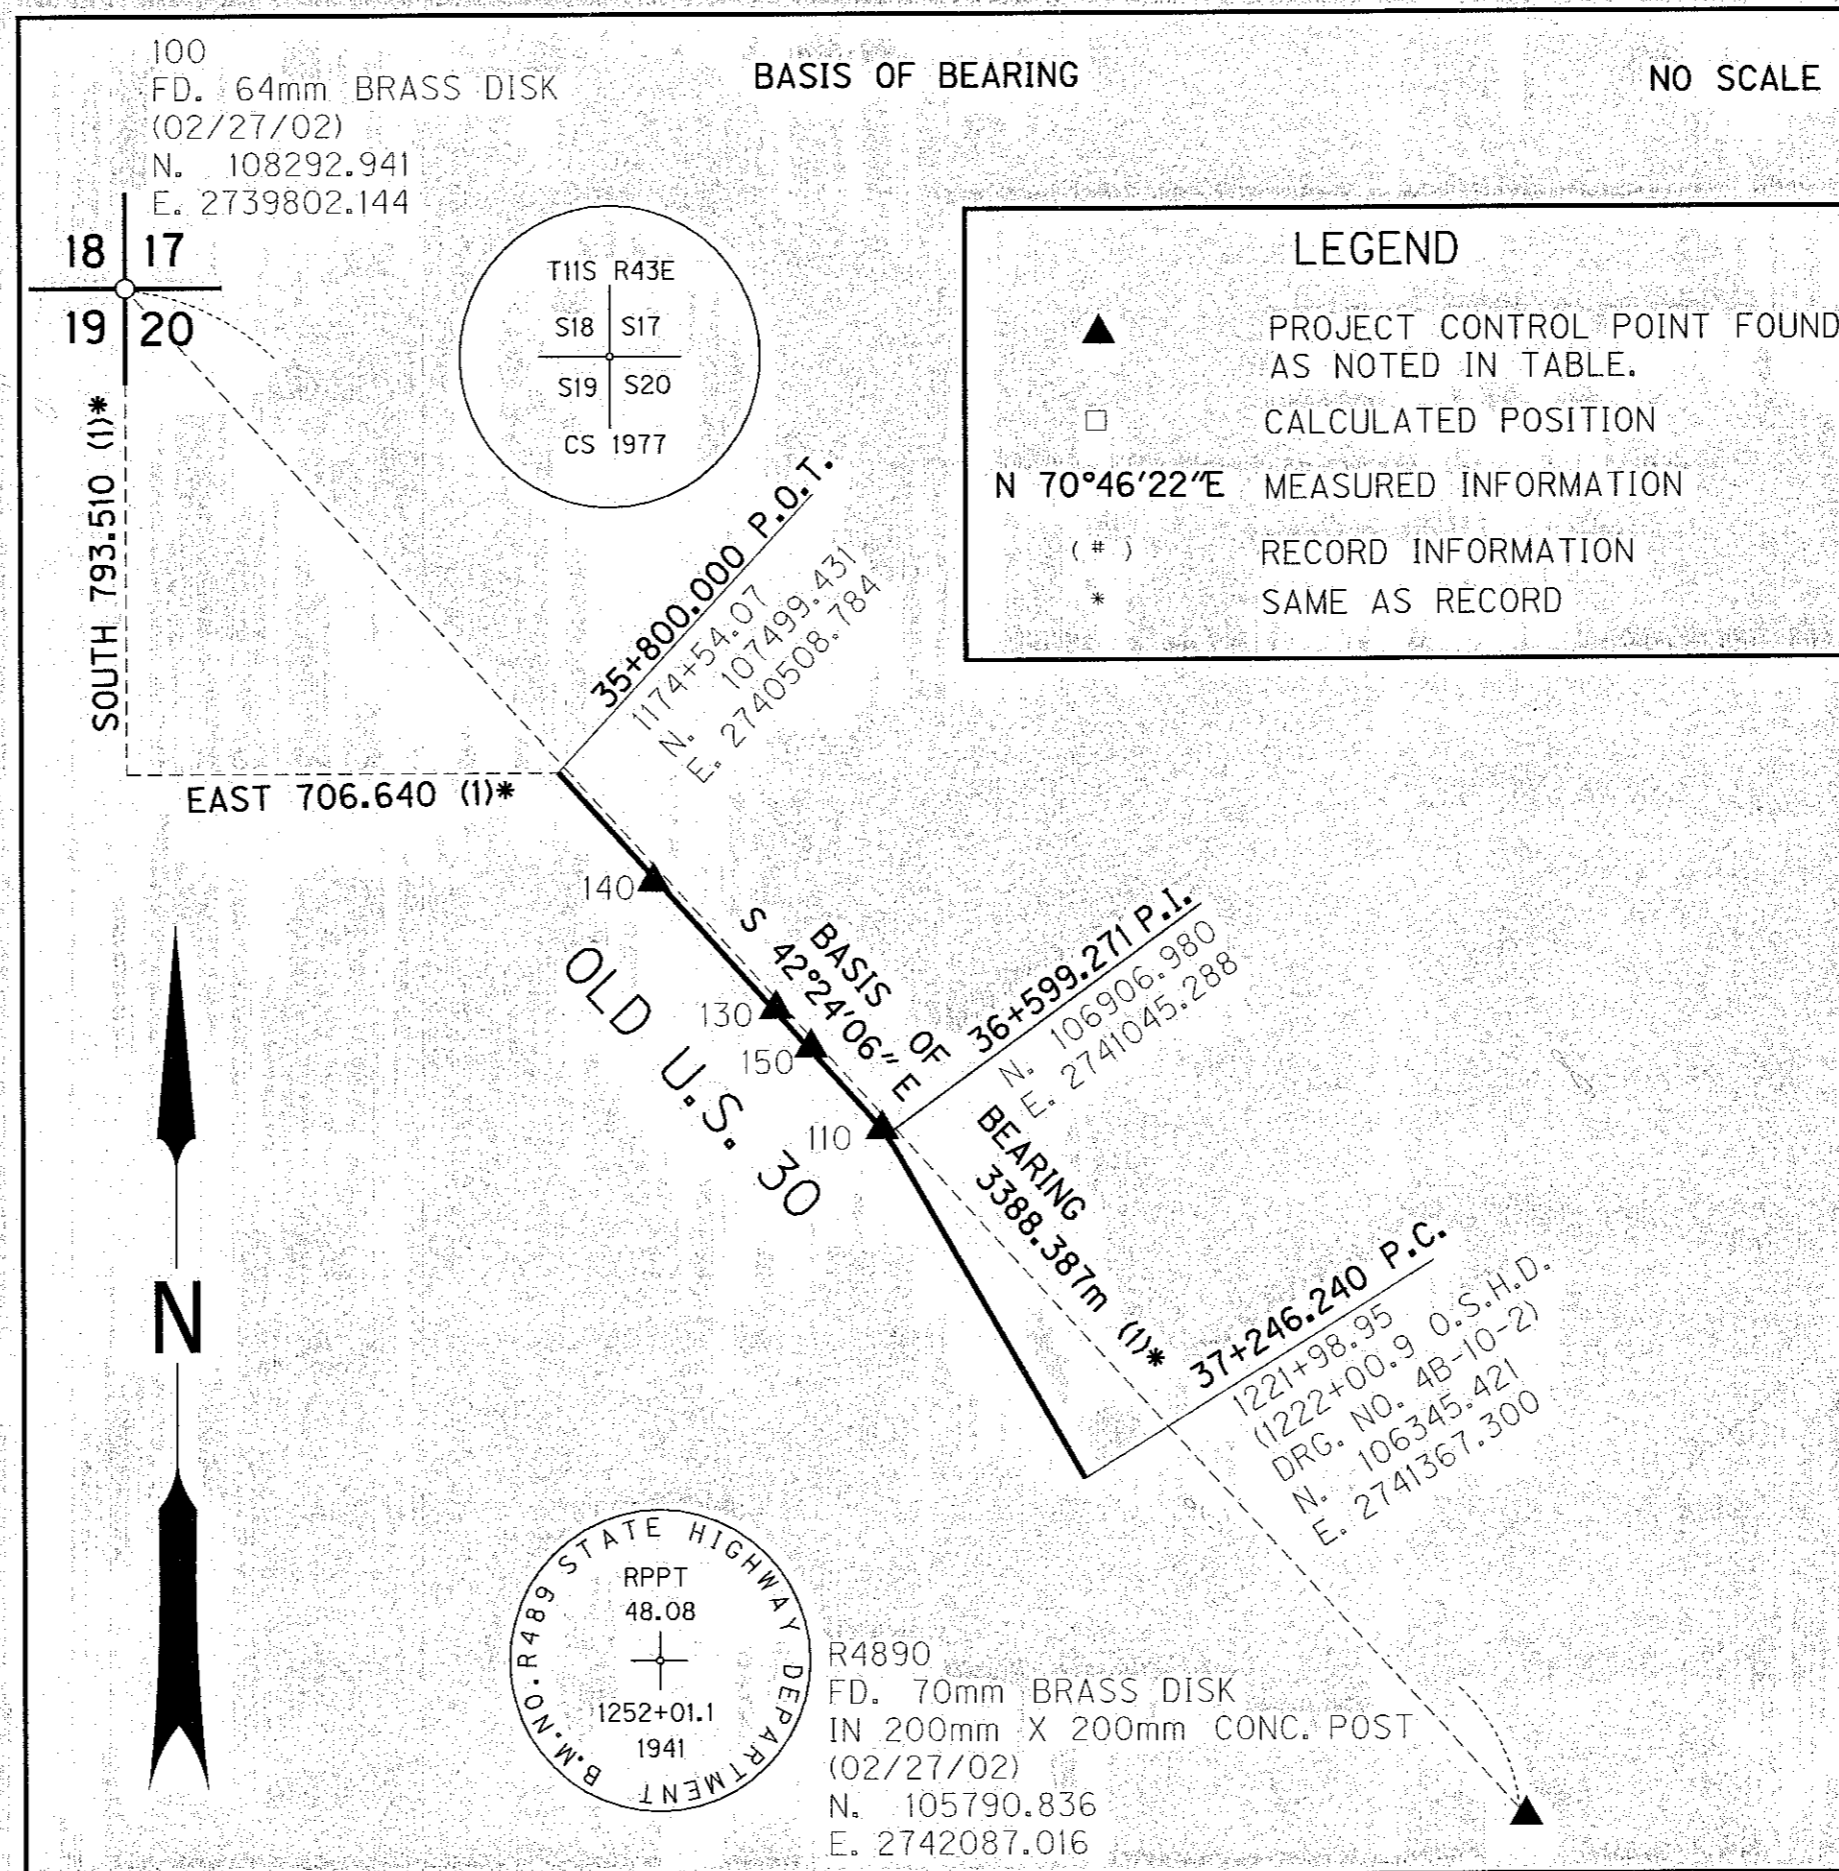 100
FD. 64mm BRASS DISK
(02/27/02)
N. 108292.941
E. 2739802.144
BASIS OF BEARING
NO SCALE
18 17
19 20
T11S R43E
S18 S17
S19 S20
CS 1977
LEGEND
PROJECT CONTROL POINT FOUND
AS NOTED IN TABLE.
CALCULATED POSITION
N 70°46'22"E MEASURED INFORMATION
( # ) RECORD INFORMATION
* SAME AS RECORD
SOUTH 793.510 (1)*
EAST 706.640 (1)*
35+800.000 P.O.T.
1174+54.07
N. 107499.431
E. 2740508.784
140
130
150
110
BASIS OF BEARING
S 42°24'06" E 3388.387m (1)*
OLD U.S. 30
36+599.271 P.I.
N. 106906.980
E. 2741045.288
37+246.240 P.C.
1221+98.95
(1222+00.9 O.S.H.D.
DRG. NO. 4B-10-2)
N. 106345.421
E. 2741367.300
N
B.M.NO.R489 STATE HIGHWAY DEPARTMENT
RPPT
48.08
1252+01.1
1941
R4890
FD. 70mm BRASS DISK
IN 200mm X 200mm CONC. POST
(02/27/02)
N. 105790.836
E. 2742087.016